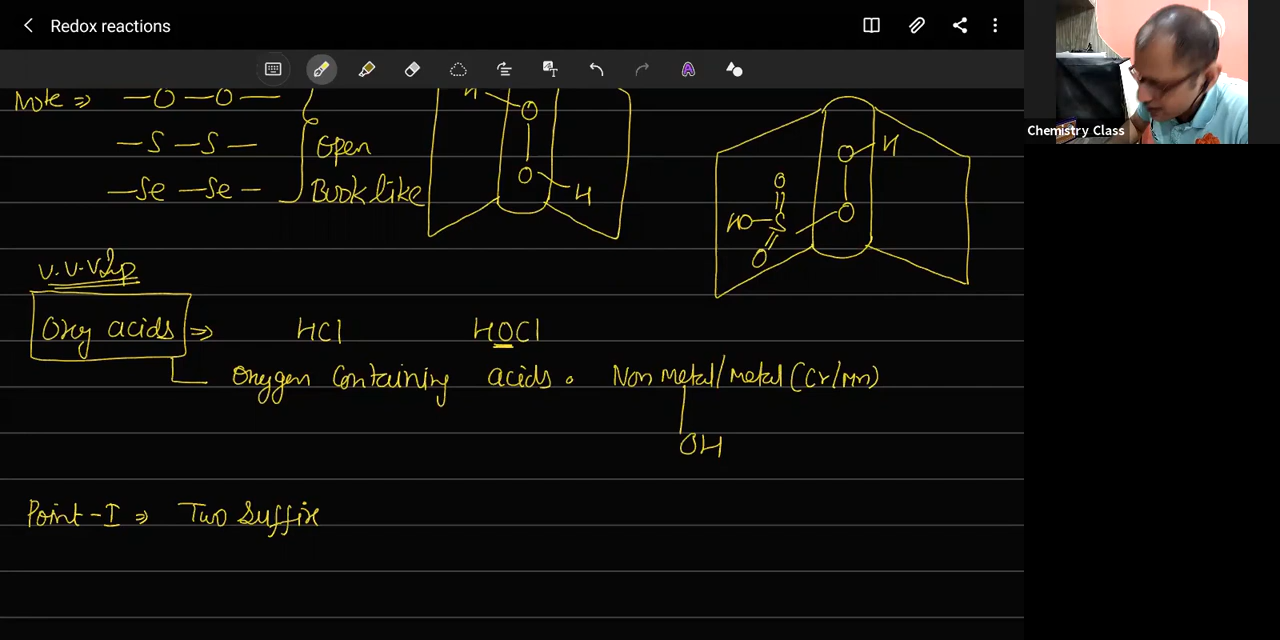 Redox reactions
Chemistry Class
Note ⇒ —O—O—
—S—S—
—Se—Se—
Open
Book like
H
O
O
H
O
H
O
O
HO—S
O
V.V.V Imp
Oxy acids ⇒ HCl HOCl
Oxygen Containing acids. Non metal/metal (Cr/Mn)
OH
Point-I ⇒ Two Suffix